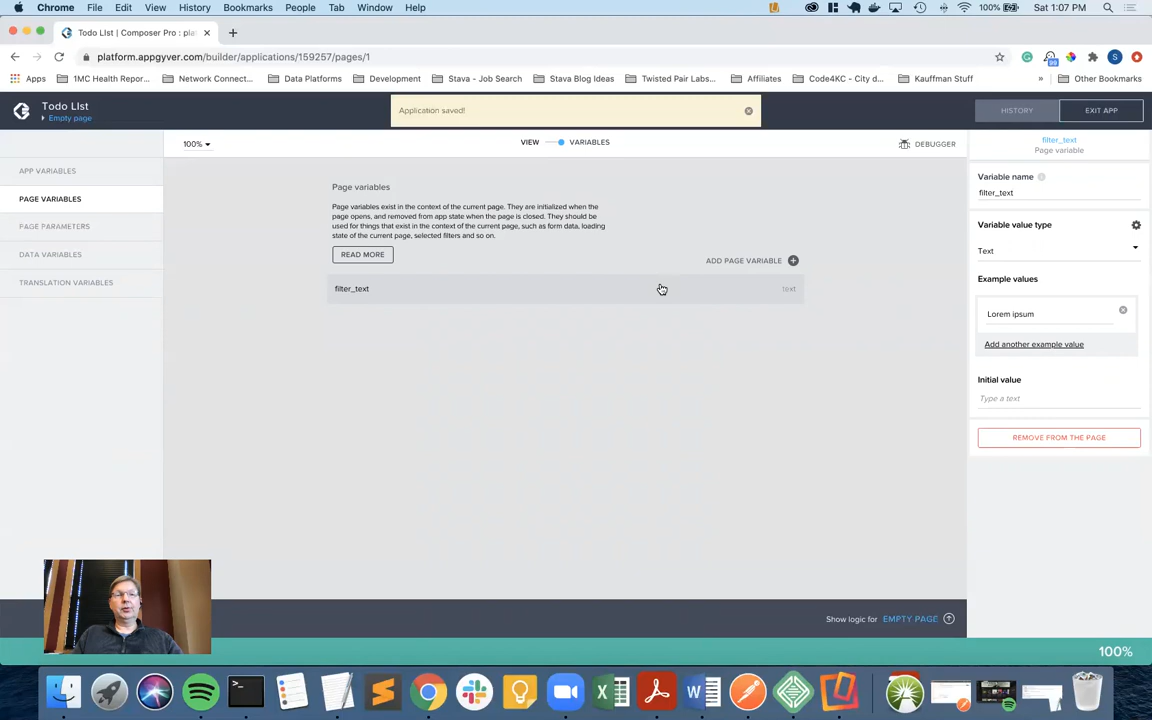 Chrome File Edit View History Bookmarks People Tab Window Help 100% Sat 1:07 PM
Todo LIst | Composer Pro : plat
platform.appgyver.com/builder/applications/159257/pages/1
Apps 1MC Health Repor... Network Connect... Data Platforms Development Stava - Job Search Stava Blog Ideas Twisted Pair Labs... Affiliates Code4KC - City d... Kauffman Stuff » Other Bookmarks
Todo LIst
Empty page
Application saved!
HISTORY
EXIT APP
100%
VIEW VARIABLES
DEBUGGER
APP VARIABLES
PAGE VARIABLES
PAGE PARAMETERS
DATA VARIABLES
TRANSLATION VARIABLES
Page variables
Page variables exist in the context of the current page. They are initialized when the
page opens, and removed from app state when the page is closed. They should be
used for things that exist in the context of the current page, such as form data, loading
state of the current page, selected filters and so on.
READ MORE
ADD PAGE VARIABLE
filter_text text
filter_text
Page variable
Variable name
filter_text
Variable value type
Text
Example values
Lorem ipsum
Add another example value
Initial value
Type a text
REMOVE FROM THE PAGE
Show logic for EMPTY PAGE
100%